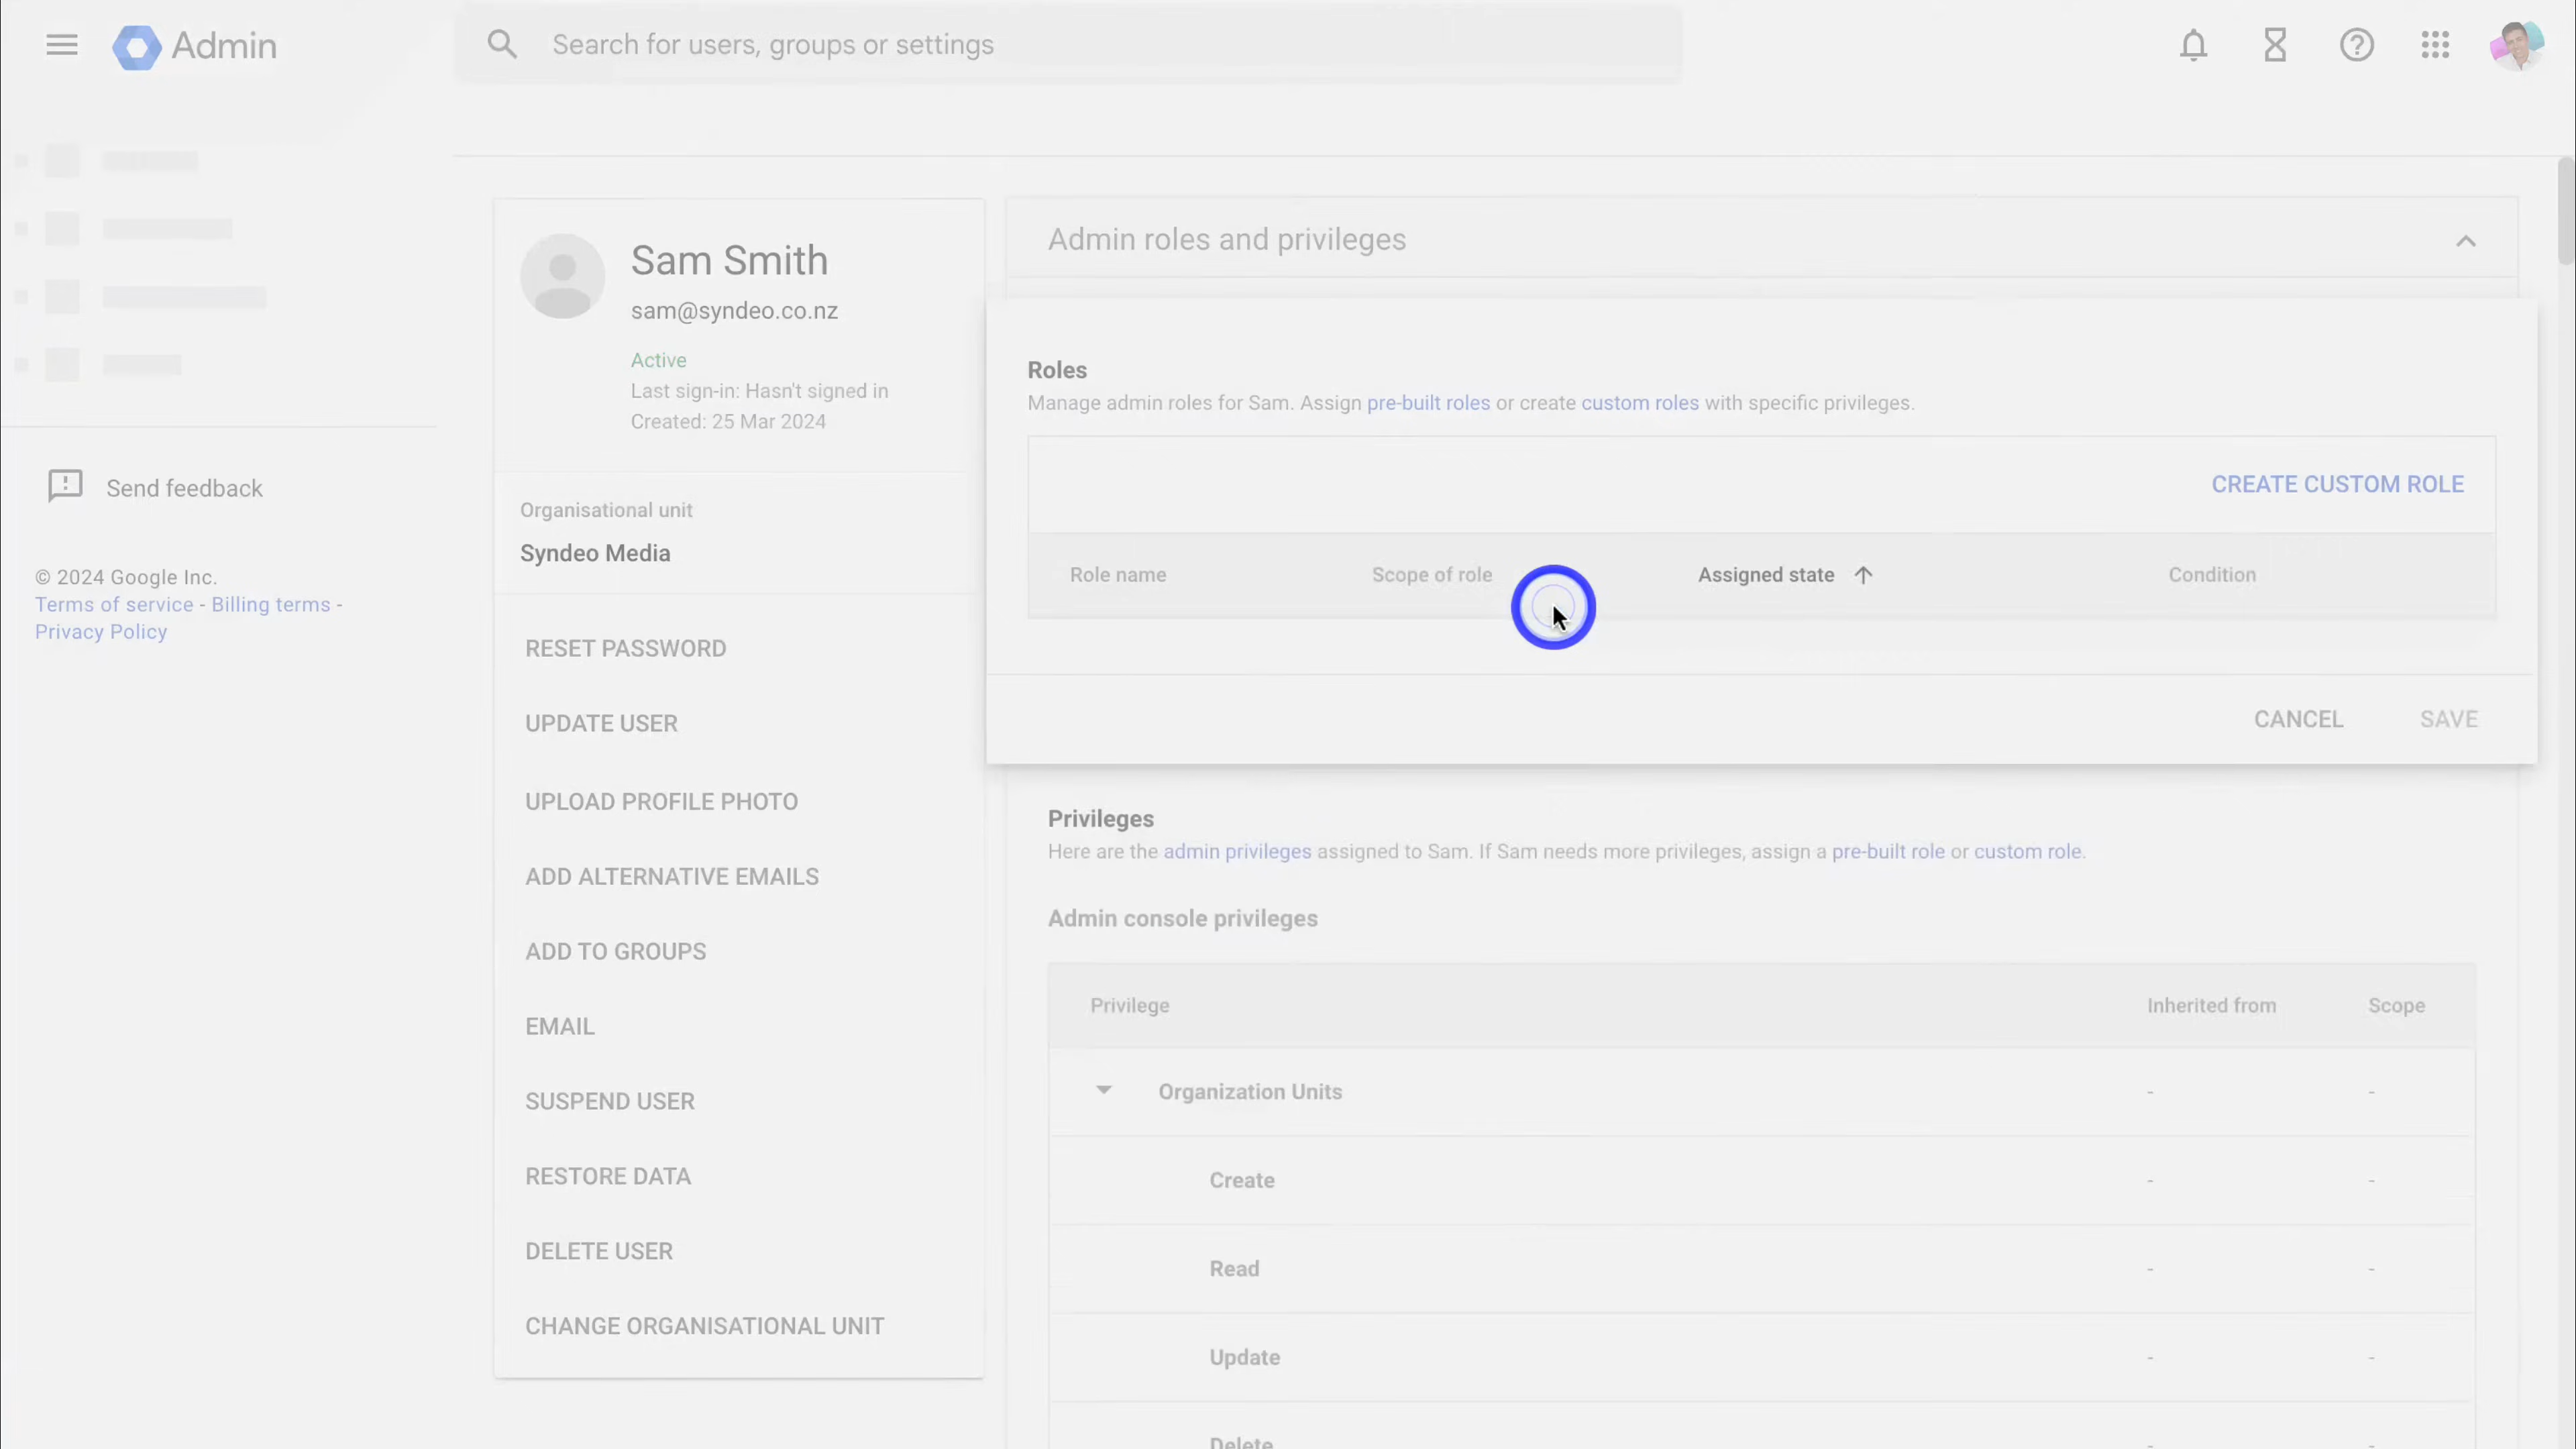 Admin
Search for users, groups or settings
Send feedback
© 2024 Google Inc.
Terms of service - Billing terms -
Privacy Policy
Sam Smith
sam@syndeo.co.nz
Active
Last sign-in: Hasn't signed in
Created: 25 Mar 2024
Organisational unit
Syndeo Media
RESET PASSWORD
UPDATE USER
UPLOAD PROFILE PHOTO
ADD ALTERNATIVE EMAILS
ADD TO GROUPS
EMAIL
SUSPEND USER
RESTORE DATA
DELETE USER
CHANGE ORGANISATIONAL UNIT
Admin roles and privileges
Roles
Manage admin roles for Sam. Assign pre-built roles or create custom roles with specific privileges.
CREATE CUSTOM ROLE
Role name Scope of role Assigned state Condition
CANCEL SAVE
Privileges
Here are the admin privileges assigned to Sam. If Sam needs more privileges, assign a pre-built role or custom role.
Admin console privileges
Privilege Inherited from Scope
Organization Units - -
Create - -
Read - -
Update - -
Delete - -